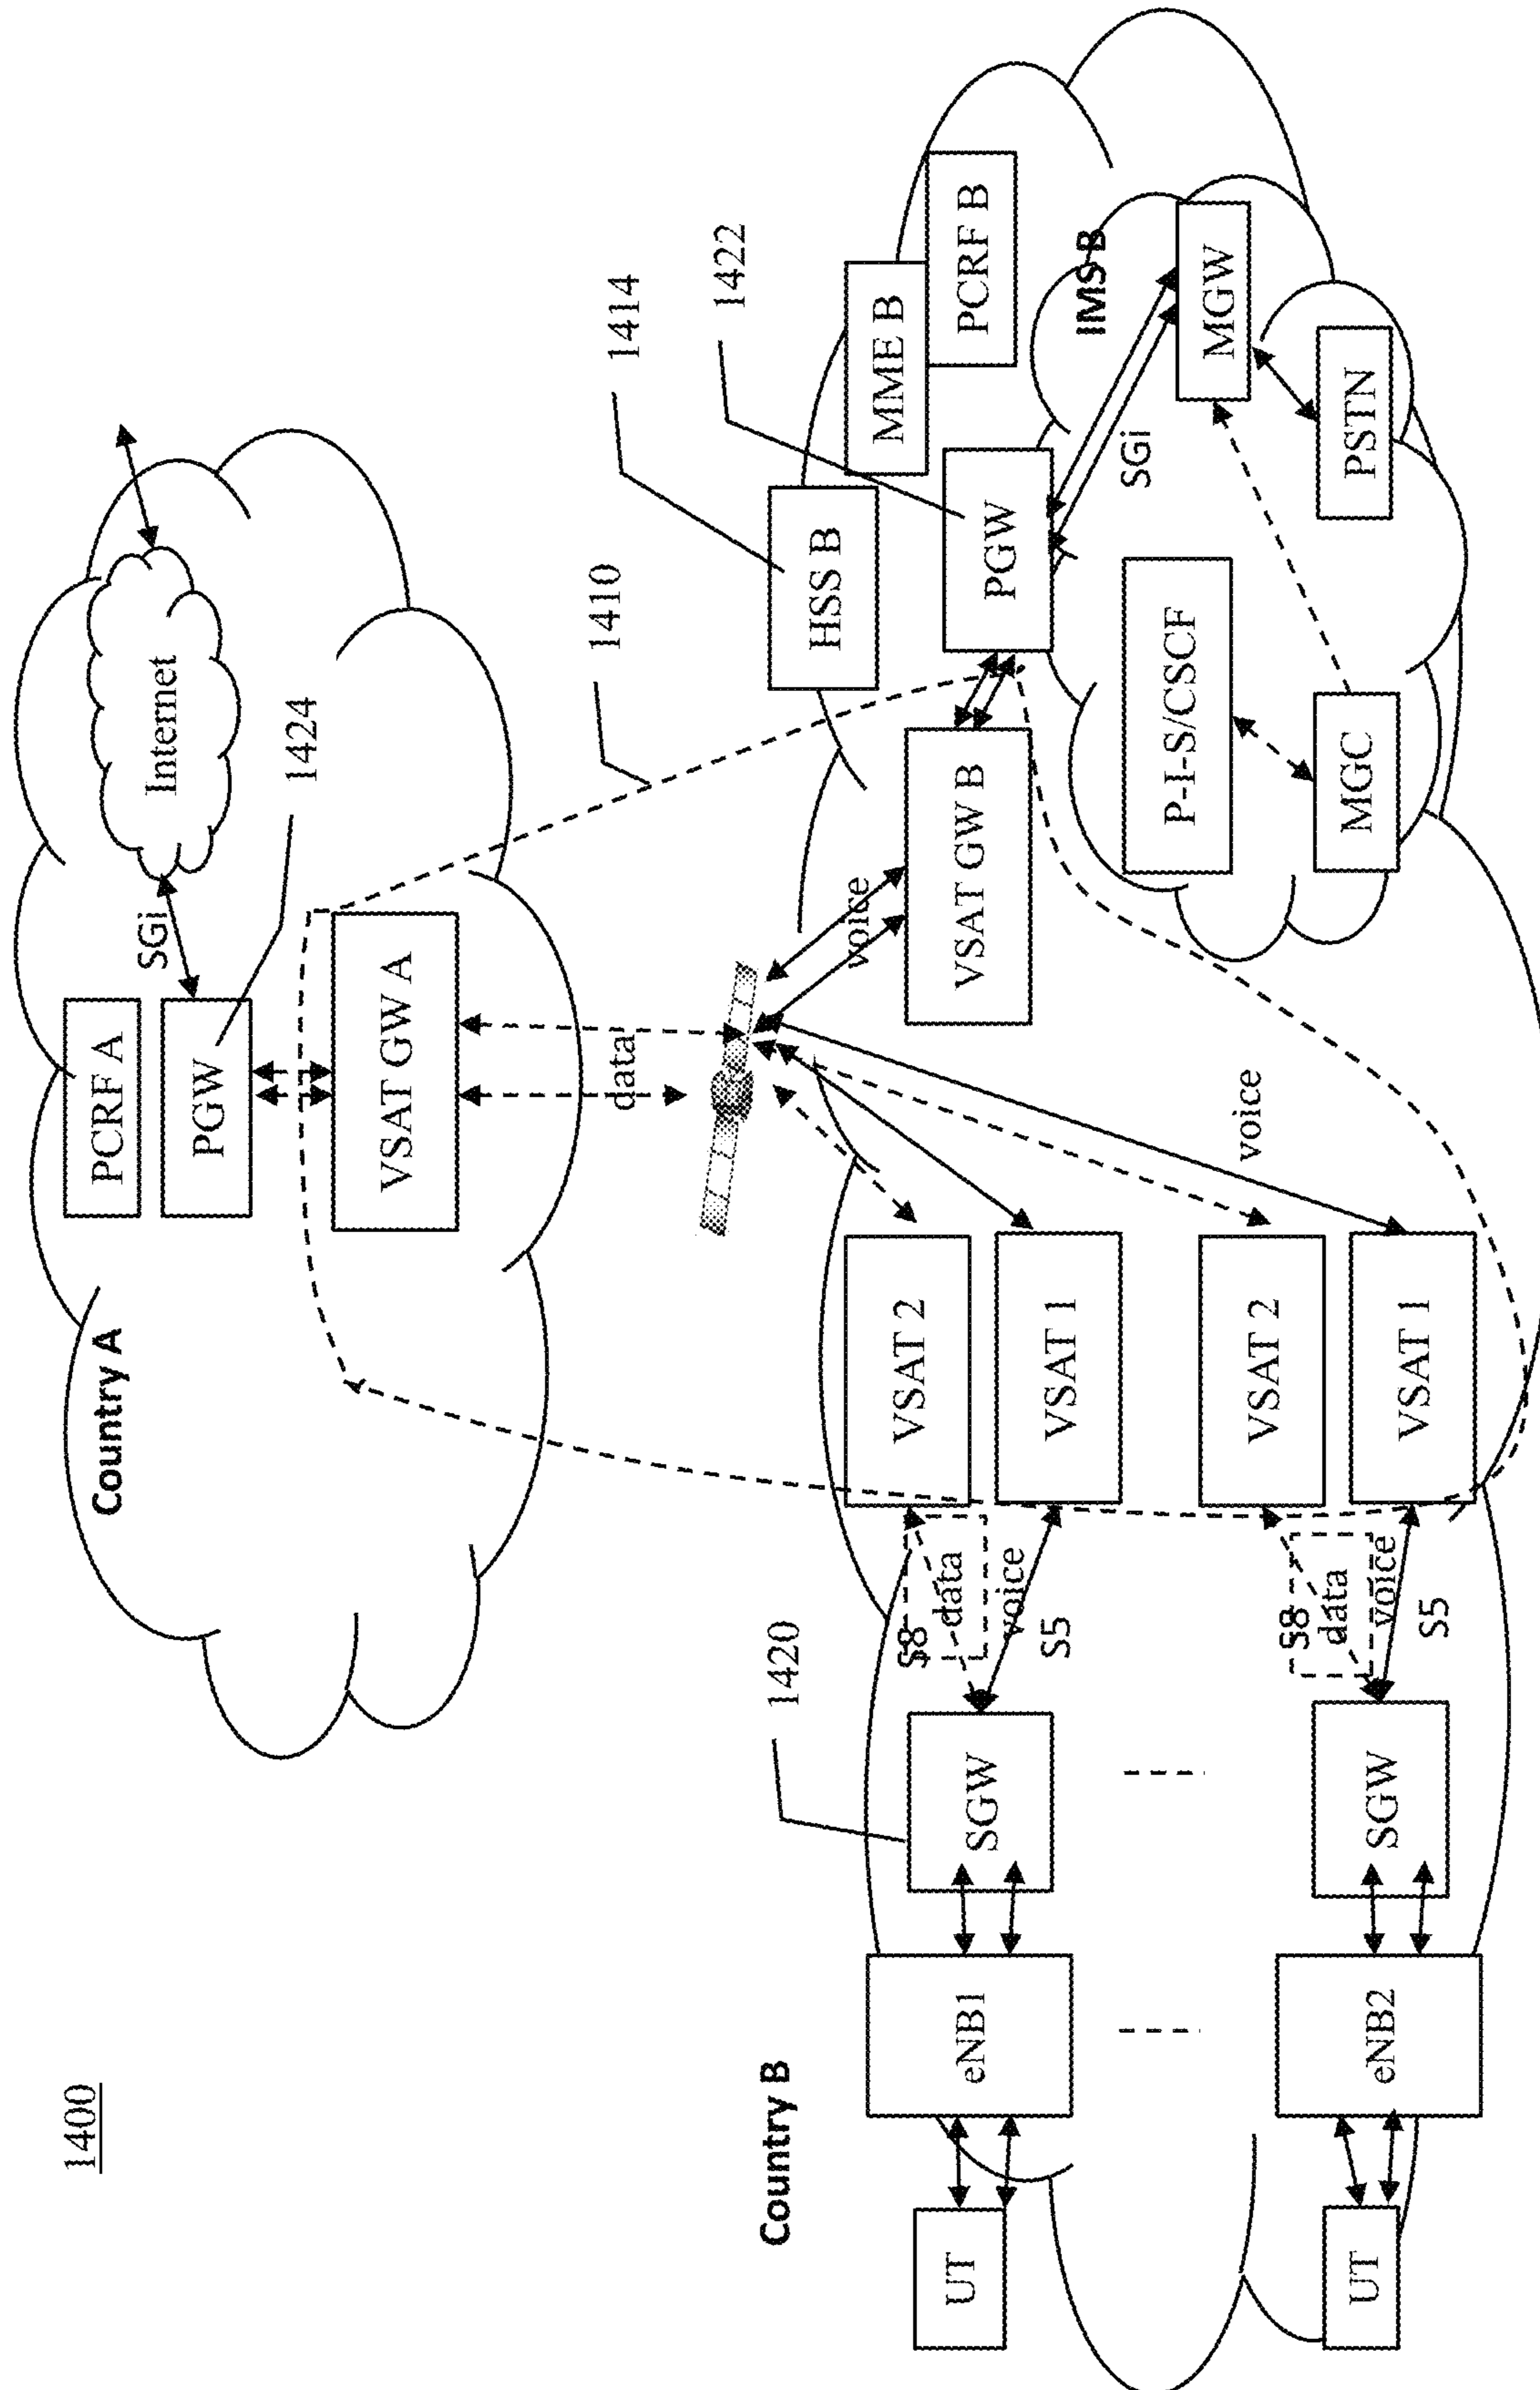 1400
Country A
PCRF A
PGW
SGi
Internet
1424
VSAT GW A
data
1410
1414
1422
HSS B
MME B
PCRF B
PGW
VSAT GW B
voice
SGi
IMS B
MGW
P-I-S/CSCF
MGC
PSTN
Country B
1420
UT
eNB1
SGW
S8
data
voice
S5
VSAT 2
VSAT 1
voice
UT
eNB2
SGW
S8
data
voice
S5
VSAT 2
VSAT 1